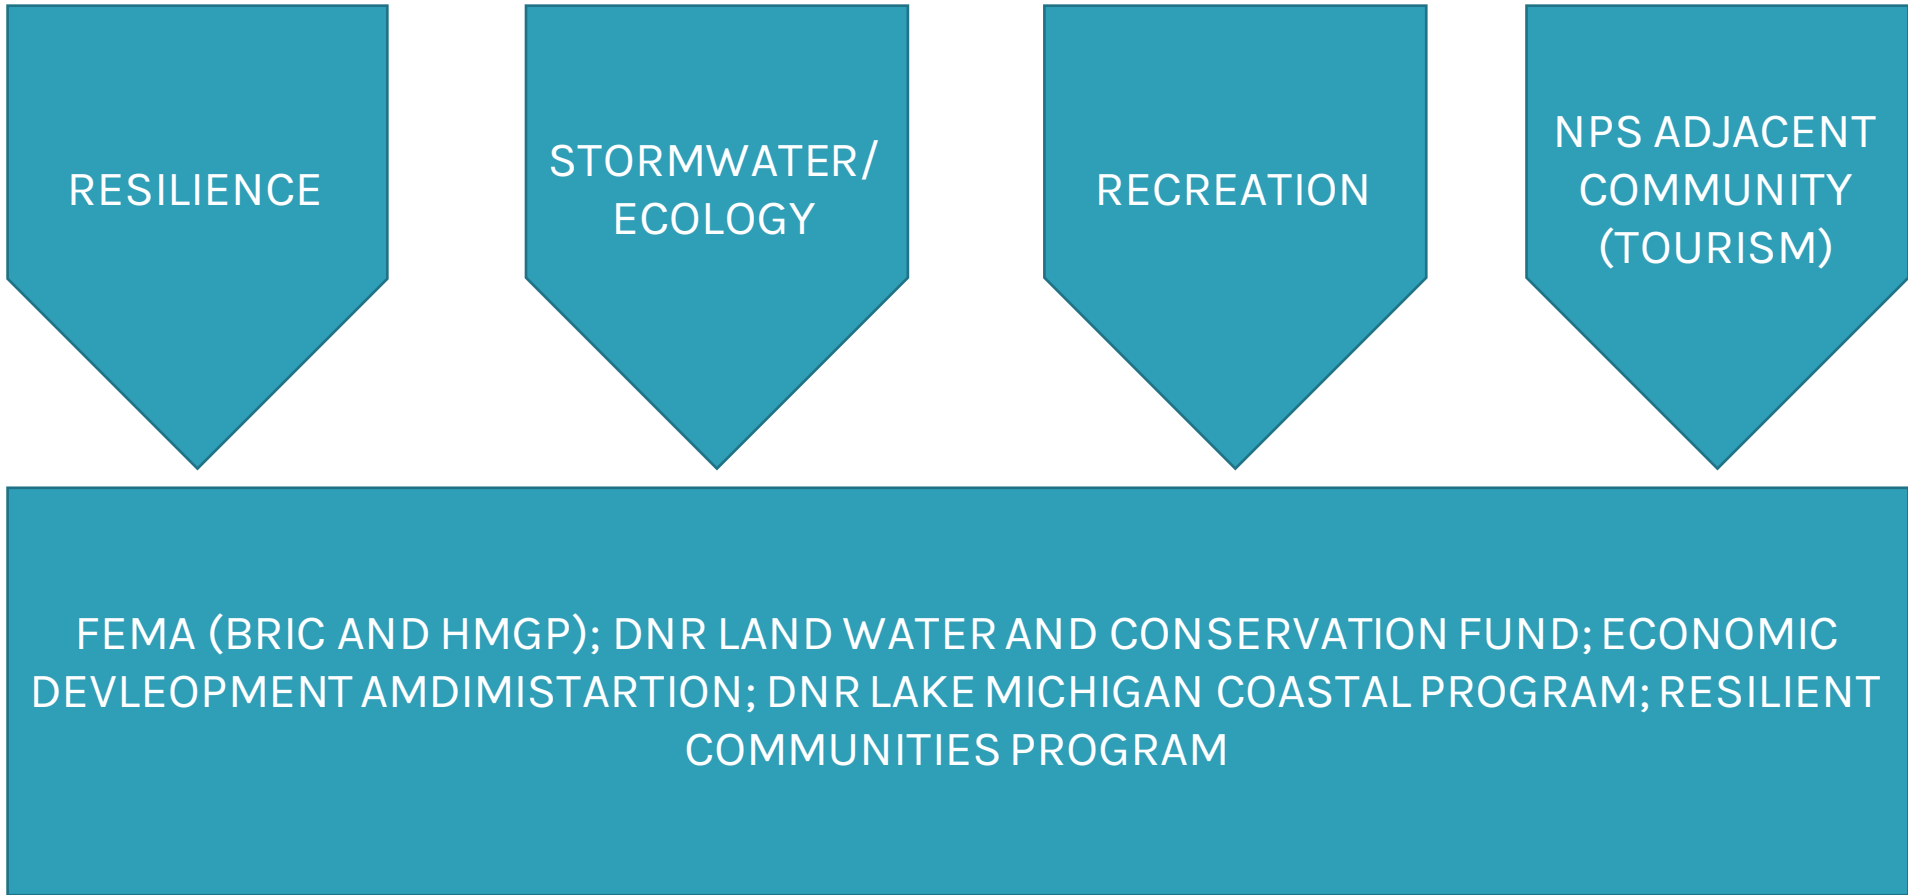 RESILIENCE
STORMWATER/
ECOLOGY
RECREATION
NPS ADJACENT
COMMUNITY
(TOURISM)
FEMA (BRIC AND HMGP); DNR LAND WATER AND CONSERVATION FUND; ECONOMIC
DEVLEOPMENT AMDIMISTARTION; DNR LAKE MICHIGAN COASTAL PROGRAM; RESILIENT
COMMUNITIES PROGRAM